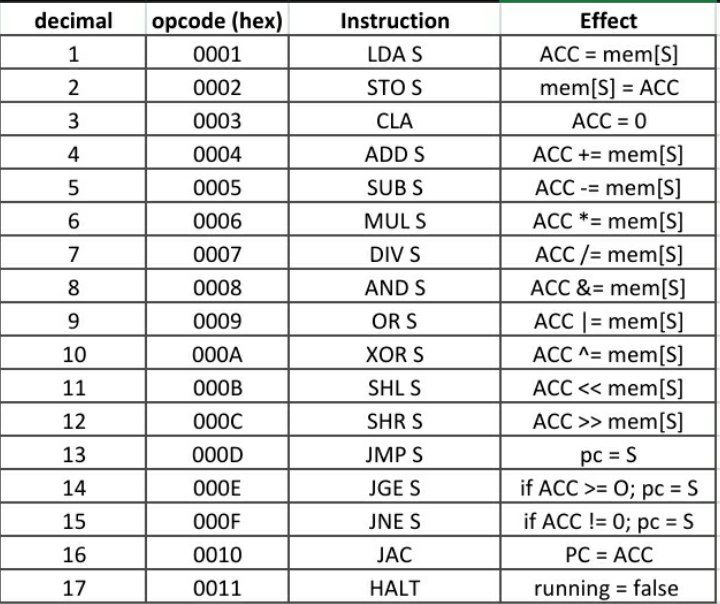 decimal opcode (hex) Instruction Effect
1 0001 LDA S ACC = mem[S]
2 0002 STO S mem[S] = ACC
3 0003 CLA ACC = 0
4 0004 ADD S ACC += mem[S]
5 0005 SUB S ACC -= mem[S]
6 0006 MUL S ACC *= mem[S]
7 0007 DIV S ACC /= mem[S]
8 0008 AND S ACC &= mem[S]
9 0009 OR S ACC |= mem[S]
10 000A XOR S ACC ^= mem[S]
11 000B SHL S ACC << mem[S]
12 000C SHR S ACC >> mem[S]
13 000D JMP S pc = S
14 000E JGE S if ACC >= O; pc = S
15 000F JNE S if ACC != 0; pc = S
16 0010 JAC PC = ACC
17 0011 HALT running = false